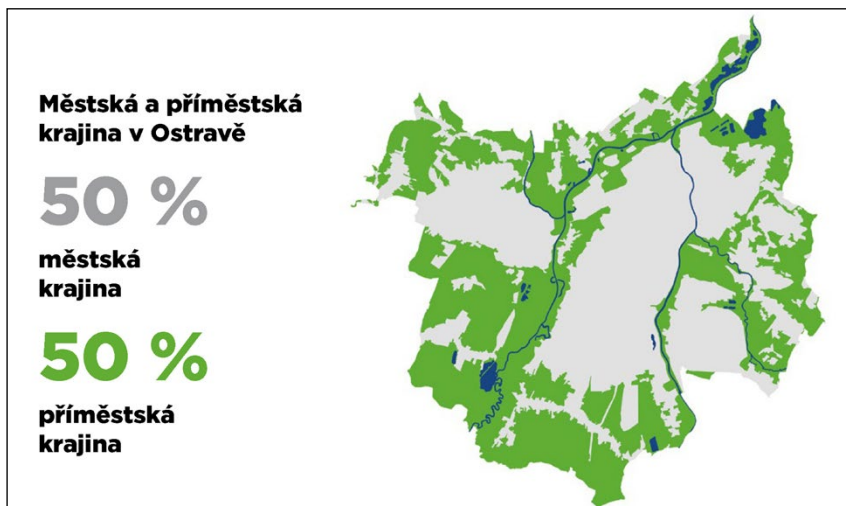 Městská a příměstská
krajina v Ostravě
50 %
městská
krajina
50 %
příměstská
krajina